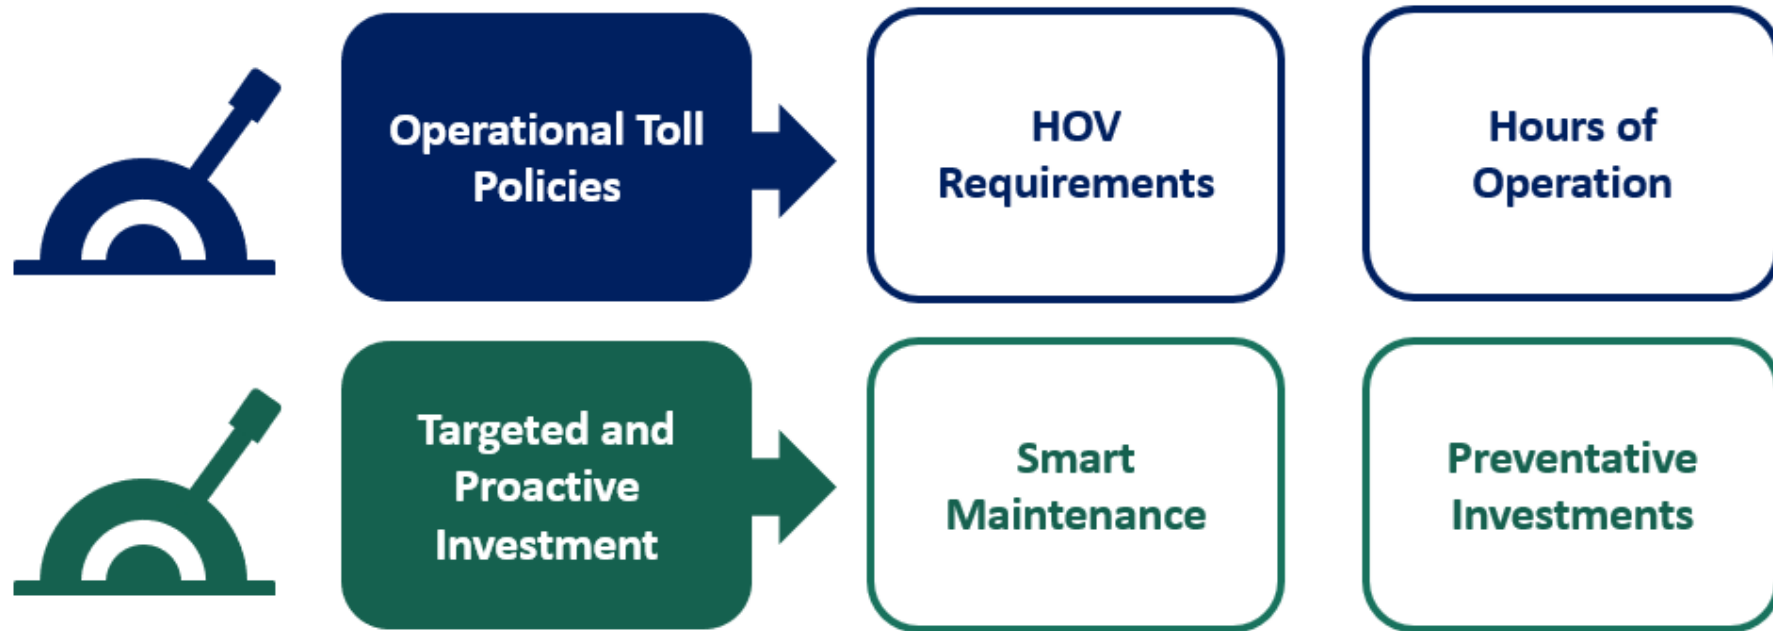 Operational Toll
Policies
HOV
Requirements
Hours of
Operation
Targeted and
Proactive
Investment
Smart
Maintenance
Preventative
Investments